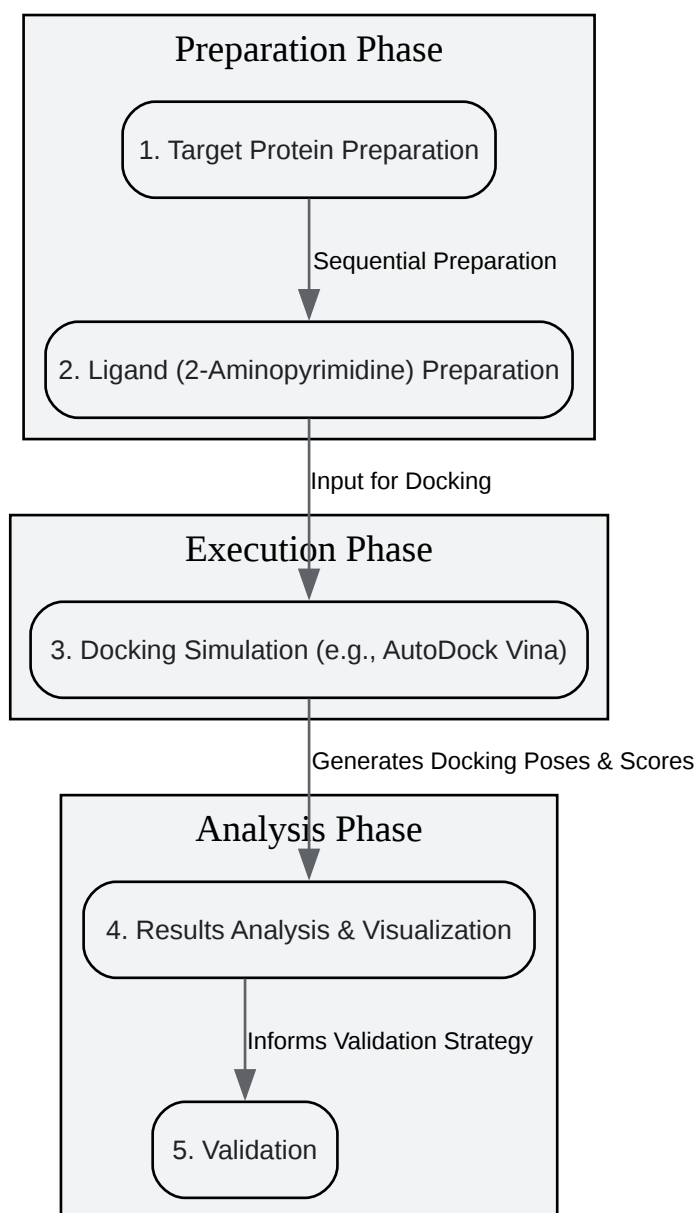 Preparation Phase
1. Target Protein Preparation
Sequential Preparation
2. Ligand (2-Aminopyrimidine) Preparation
Input for Docking
Execution Phase
3. Docking Simulation (e.g., AutoDock Vina)
Generates Docking Poses & Scores
Analysis Phase
4. Results Analysis & Visualization
Informs Validation Strategy
5. Validation